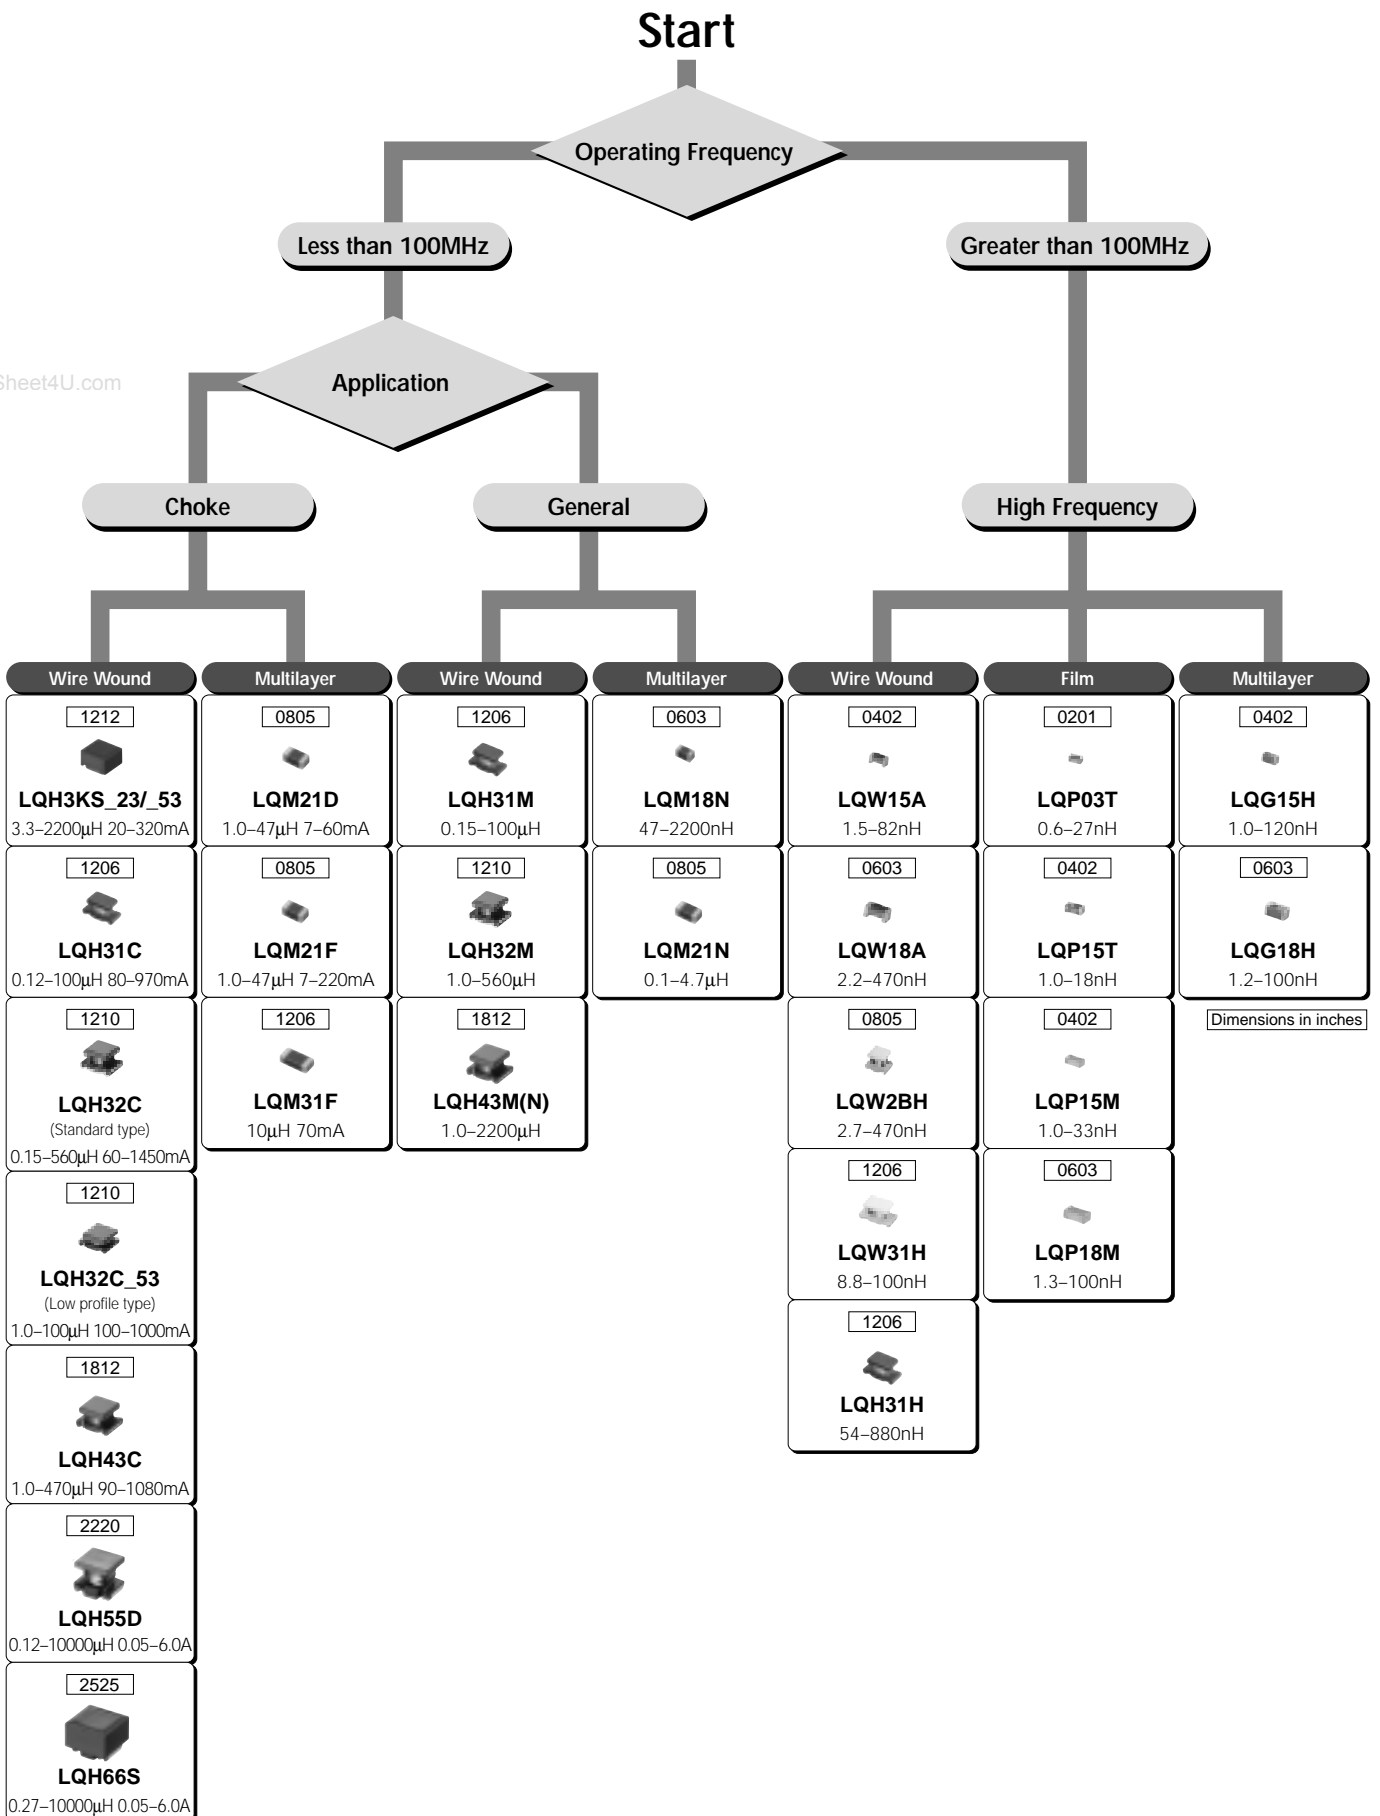 Start
Operating Frequency
Less than 100MHz
Greater than 100MHz
Sheet4U.com
Application
Choke
General
High Frequency
Wire Wound
1212
LQH3KS_23/_53
3.3–2200µH 20–320mA
1206
LQH31C
0.12–100µH 80–970mA
1210
LQH32C
(Standard type)
0.15–560µH 60–1450mA
1210
LQH32C_53
(Low profile type)
1.0–100µH 100–1000mA
1812
LQH43C
1.0–470µH 90–1080mA
2220
LQH55D
0.12–10000µH 0.05–6.0A
2525
LQH66S
0.27–10000µH 0.05–6.0A
Multilayer
0805
LQM21D
1.0–47µH 7–60mA
0805
LQM21F
1.0–47µH 7–220mA
1206
LQM31F
10µH 70mA
Wire Wound
1206
LQH31M
0.15–100µH
1210
LQH32M
1.0–560µH
1812
LQH43M(N)
1.0–2200µH
Multilayer
0603
LQM18N
47–2200nH
0805
LQM21N
0.1–4.7µH
Wire Wound
0402
LQW15A
1.5–82nH
0603
LQW18A
2.2–470nH
0805
LQW2BH
2.7–470nH
1206
LQW31H
8.8–100nH
1206
LQH31H
54–880nH
Film
0201
LQP03T
0.6–27nH
0402
LQP15T
1.0–18nH
0402
LQP15M
1.0–33nH
0603
LQP18M
1.3–100nH
Multilayer
0402
LQG15H
1.0–120nH
0603
LQG18H
1.2–100nH
Dimensions in inches